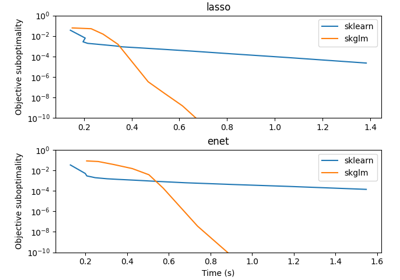 lasso
Objective suboptimality
10⁰
10⁻²
10⁻⁴
10⁻⁶
10⁻⁸
10⁻¹⁰
sklearn
skglm
0.2 0.4 0.6 0.8 1.0 1.2 1.4
enet
Objective suboptimality
10⁰
10⁻²
10⁻⁴
10⁻⁶
10⁻⁸
10⁻¹⁰
sklearn
skglm
0.2 0.4 0.6 0.8 1.0 1.2 1.4 1.6
Time (s)